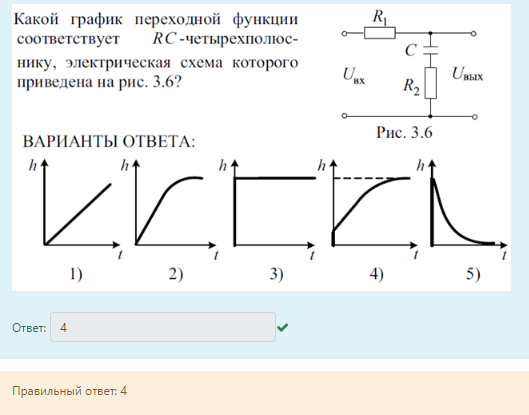 Какой график переходной функции
соответствует RC-четырехполюс-
нику, электрическая схема которого
приведена на рис. 3.6?
R₁
C
Uвх
R₂
Uвых
Рис. 3.6
ВАРИАНТЫ ОТВЕТА:
h h h h h
t t t t t
1) 2) 3) 4) 5)
Ответ: 4
Правильный ответ: 4